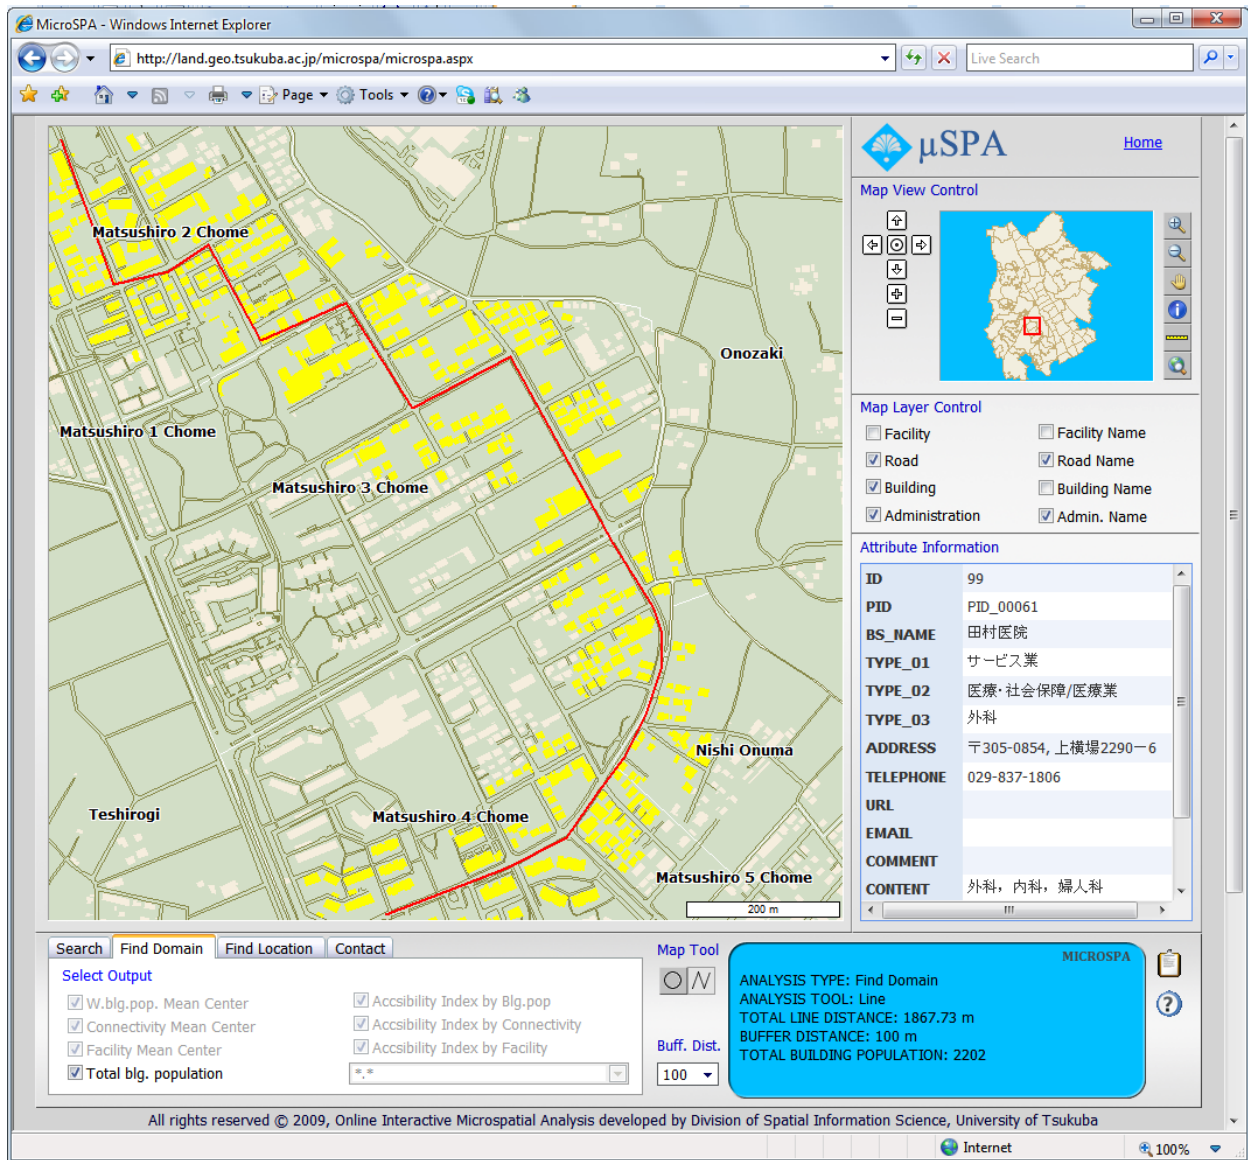 MicroSPA - Windows Internet Explorer
http://land.geo.tsukuba.ac.jp/microspa/microspa.aspx
Live Search
Page
Tools
Matsushiro 2 Chome
Onozaki
Matsushiro 1 Chome
Matsushiro 3 Chome
Nishi Onuma
Teshirogi
Matsushiro 4 Chome
Matsushiro 5 Chome
200 m
µSPA
Home
Map View Control
Map Layer Control
Facility
Facility Name
Road
Road Name
Building
Building Name
Administration
Admin. Name
Attribute Information
ID 99
PID PID_00061
BS_NAME 田村医院
TYPE_01 サービス業
TYPE_02 医療・社会保障/医療業
TYPE_03 外科
ADDRESS 〒305-0854, 上横場2290－6
TELEPHONE 029-837-1806
URL
EMAIL
COMMENT
CONTENT 外科，内科，婦人科
Search
Find Domain
Find Location
Contact
Select Output
W.blg.pop. Mean Center
Accsibility Index by Blg.pop
Connectivity Mean Center
Accsibility Index by Connectivity
Facility Mean Center
Accsibility Index by Facility
Total blg. population
*.*
Map Tool
Buff. Dist.
100
MICROSPA
ANALYSIS TYPE: Find Domain
ANALYSIS TOOL: Line
TOTAL LINE DISTANCE: 1867.73 m
BUFFER DISTANCE: 100 m
TOTAL BUILDING POPULATION: 2202
All rights reserved © 2009, Online Interactive Microspatial Analysis developed by Division of Spatial Information Science, University of Tsukuba
Internet
100%